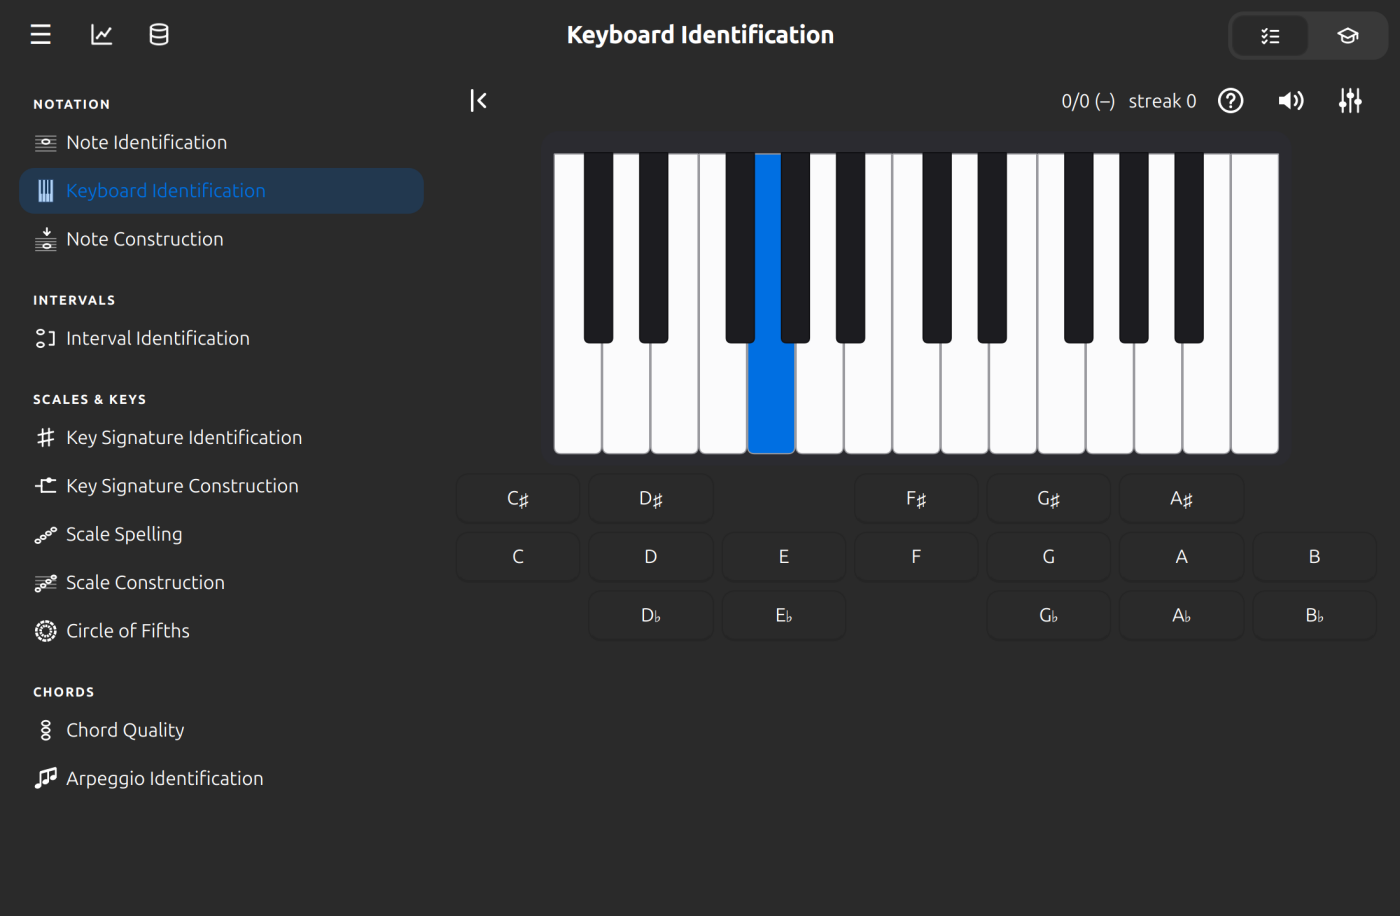 Keyboard Identification
NOTATION
Note Identification
Keyboard Identification
Note Construction
INTERVALS
Interval Identification
SCALES & KEYS
Key Signature Identification
Key Signature Construction
Scale Spelling
Scale Construction
Circle of Fifths
CHORDS
Chord Quality
Arpeggio Identification
0/0 (–) streak 0
C♯ D♯ F♯ G♯ A♯
C D E F G A B
D♭ E♭ G♭ A♭ B♭